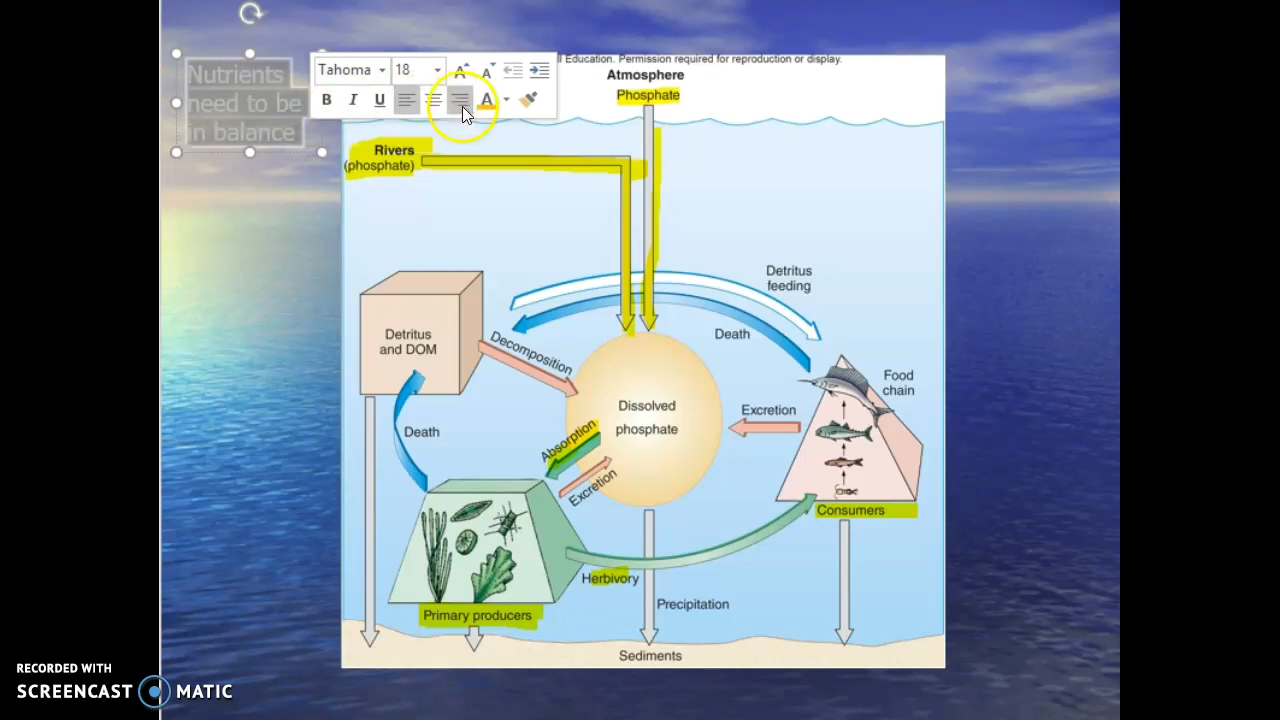 Nutrients
need to be
in balance
Tahoma 18
B I U A
l Education. Permission required for reproduction or display.
Atmosphere
Phosphate
Rivers
(phosphate)
Detritus
feeding
Death
Detritus
and DOM
Decomposition
Food
chain
Dissolved
phosphate
Excretion
Absorption
Death
Excretion
Consumers
Herbivory
Primary producers
Precipitation
Sediments
RECORDED WITH
SCREENCAST MATIC